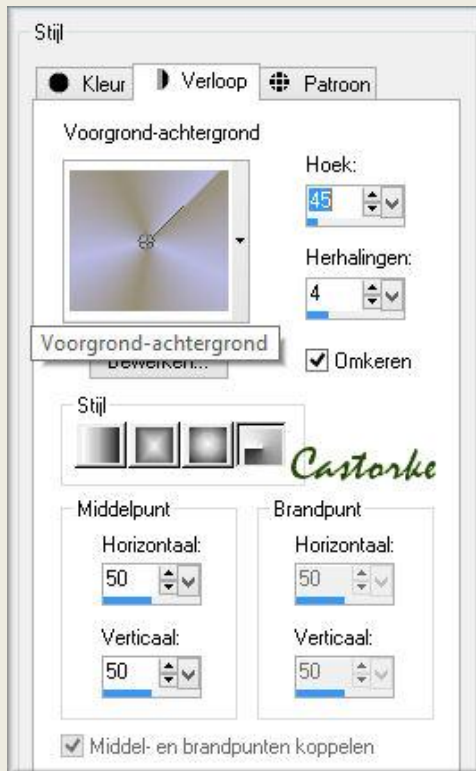 Stijl
Kleur Verloop Patroon
Voorgrond-achtergrond
Hoek:
45
Herhalingen:
4
Voorgrond-achtergrond
Bewerken...
Omkeren
Stijl
Castorke
Middelpunt
Brandpunt
Horizontaal:
Horizontaal:
50
50
Verticaal:
Verticaal:
50
50
Middel- en brandpunten koppelen